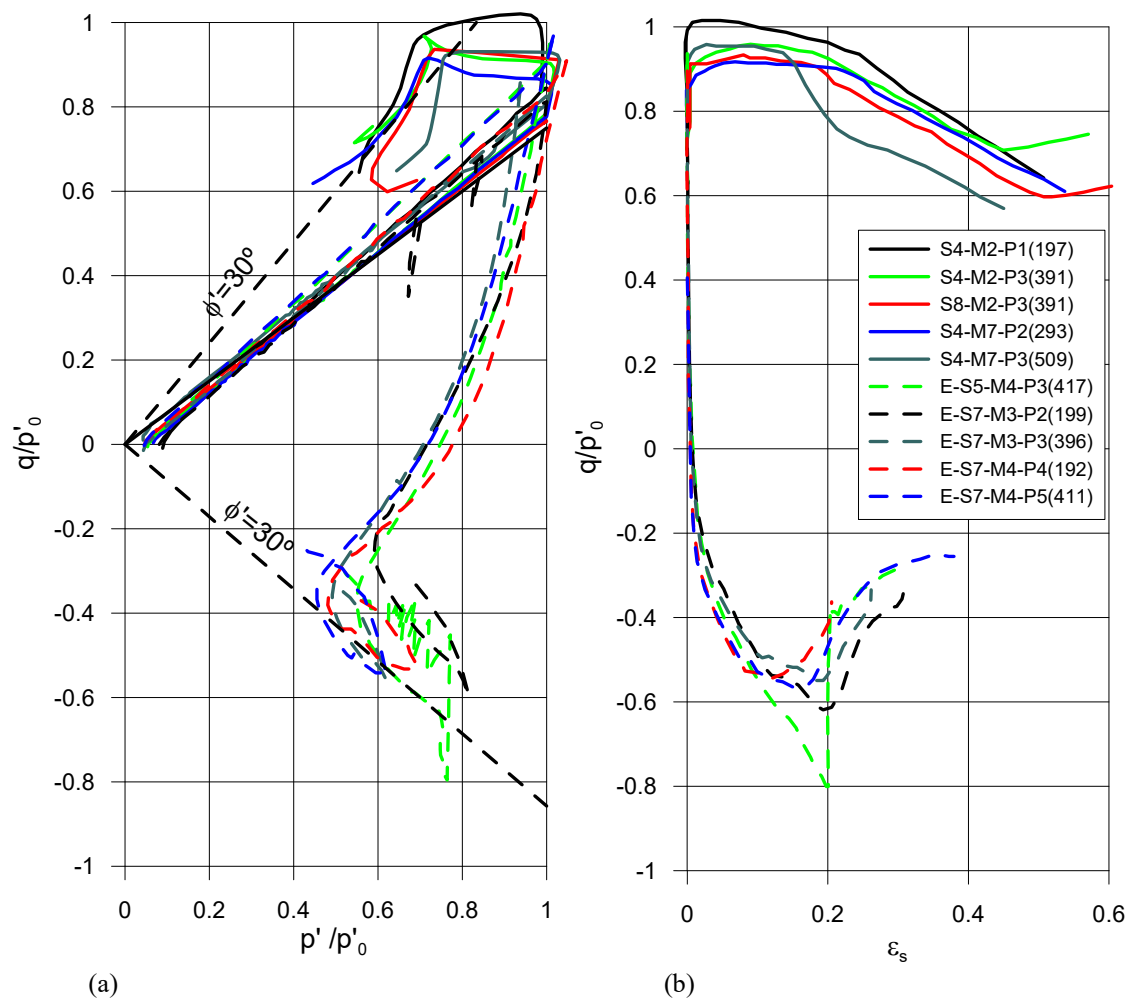 1
0.8
0.6
0.4
0.2
0
-0.2
-0.4
-0.6
-0.8
-1
q/p'₀
ϕ'=30º
ϕ'=30º
0 0.2 0.4 0.6 0.8 1
p' /p'₀
(a)
1
0.8
0.6
0.4
0.2
0
-0.2
-0.4
-0.6
-0.8
-1
q/p'₀
S4-M2-P1(197)
S4-M2-P3(391)
S8-M2-P3(391)
S4-M7-P2(293)
S4-M7-P3(509)
E-S5-M4-P3(417)
E-S7-M3-P2(199)
E-S7-M3-P3(396)
E-S7-M4-P4(192)
E-S7-M4-P5(411)
0 0.2 0.4 0.6
εₛ
(b)